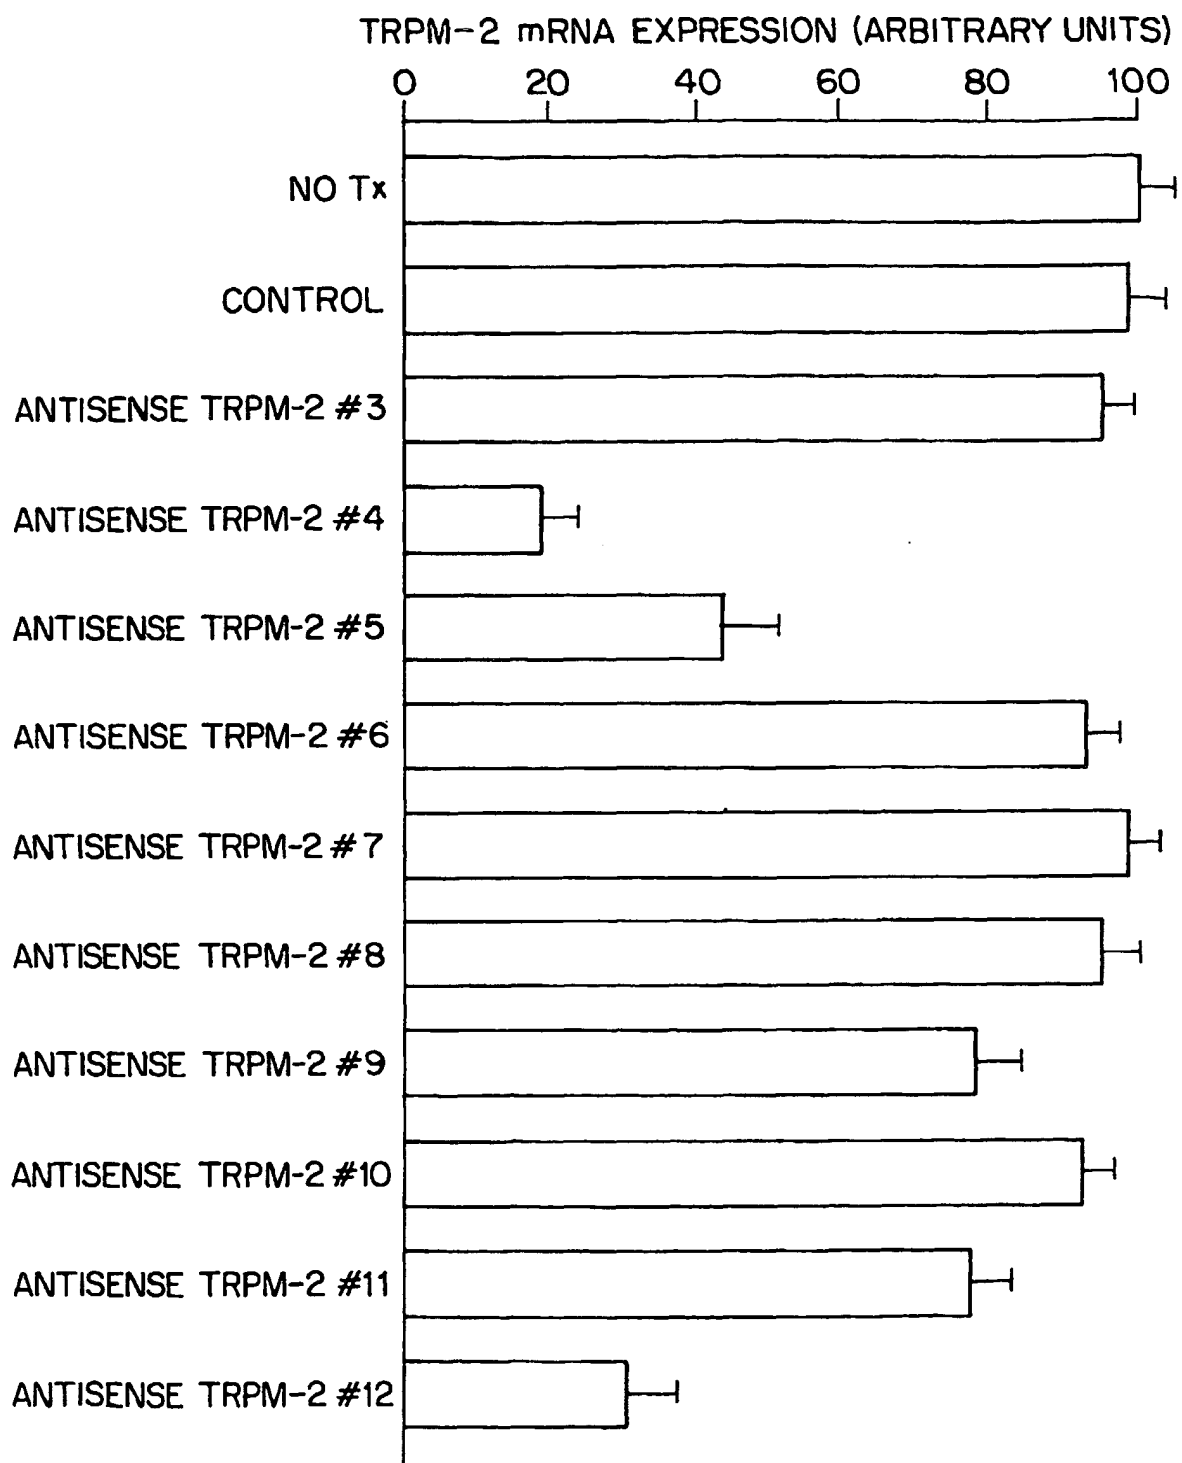 TRPM-2 mRNA EXPRESSION (ARBITRARY UNITS)
0 20 40 60 80 100
NO Tx
CONTROL
ANTISENSE TRPM-2 #3
ANTISENSE TRPM-2 #4
ANTISENSE TRPM-2 #5
ANTISENSE TRPM-2 #6
ANTISENSE TRPM-2 #7
ANTISENSE TRPM-2 #8
ANTISENSE TRPM-2 #9
ANTISENSE TRPM-2 #10
ANTISENSE TRPM-2 #11
ANTISENSE TRPM-2 #12